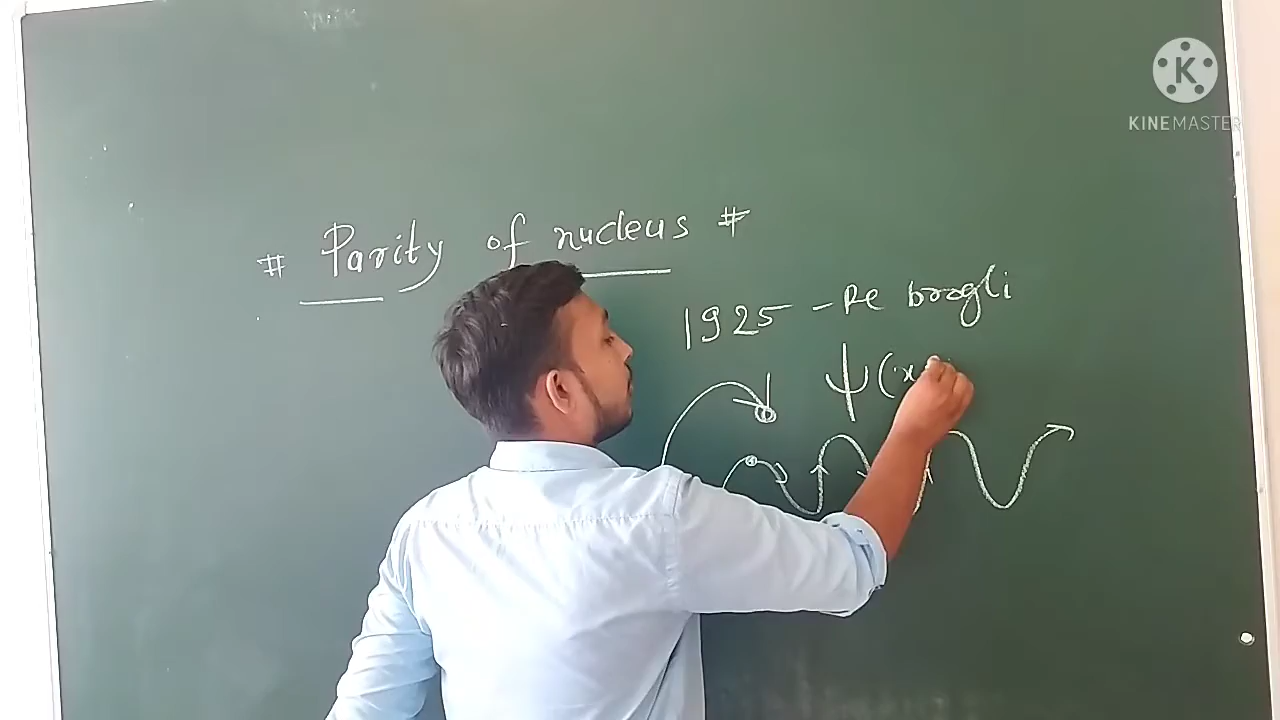 # Parity of nucleus #
1925 - De brogli
ψ(x
K
KINEMASTER